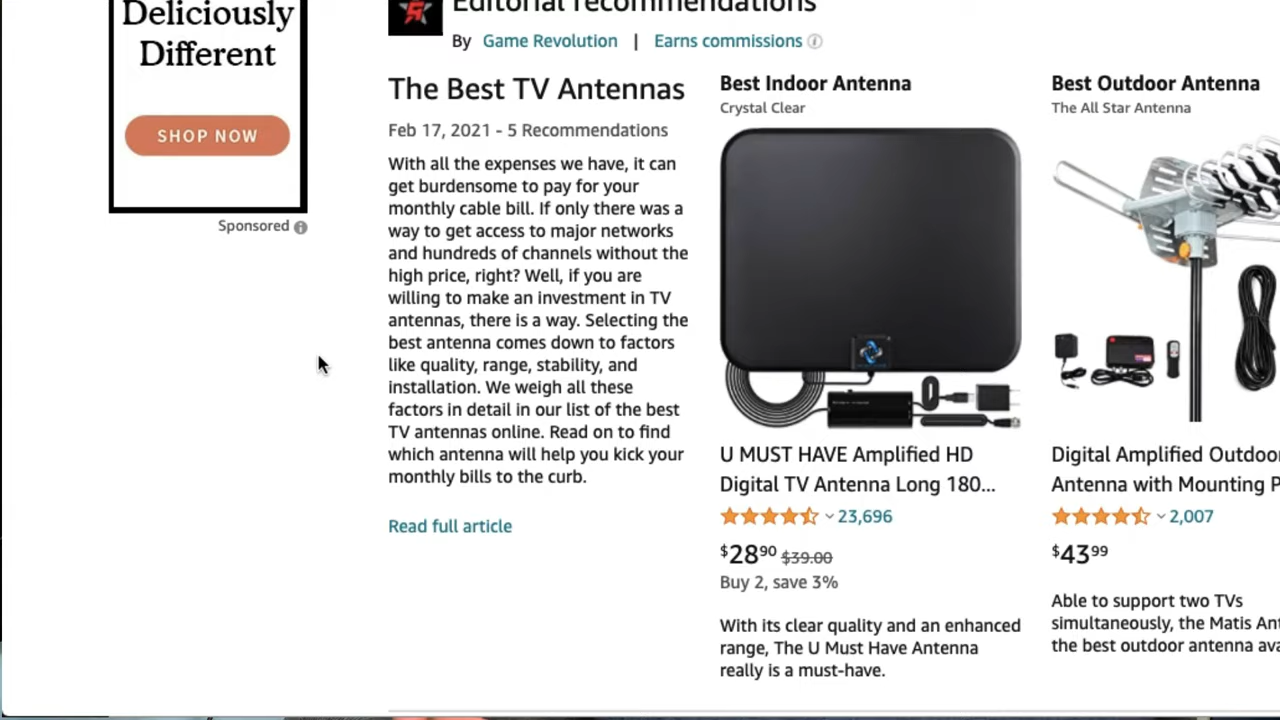 Deliciously
Different
SHOP NOW
Sponsored
Editorial recommendations
By Game Revolution | Earns commissions
The Best TV Antennas
Feb 17, 2021 - 5 Recommendations
With all the expenses we have, it can
get burdensome to pay for your
monthly cable bill. If only there was a
way to get access to major networks
and hundreds of channels without the
high price, right? Well, if you are
willing to make an investment in TV
antennas, there is a way. Selecting the
best antenna comes down to factors
like quality, range, stability, and
installation. We weigh all these
factors in detail in our list of the best
TV antennas online. Read on to find
which antenna will help you kick your
monthly bills to the curb.
Read full article
Best Indoor Antenna
Crystal Clear
U MUST HAVE Amplified HD
Digital TV Antenna Long 180...
23,696
$2890 $39.00
Buy 2, save 3%
With its clear quality and an enhanced
range, The U Must Have Antenna
really is a must-have.
Best Outdoor Antenna
The All Star Antenna
Digital Amplified Outdoo
Antenna with Mounting P
2,007
$4399
Able to support two TVs
simultaneously, the Matis Ant
the best outdoor antenna ava